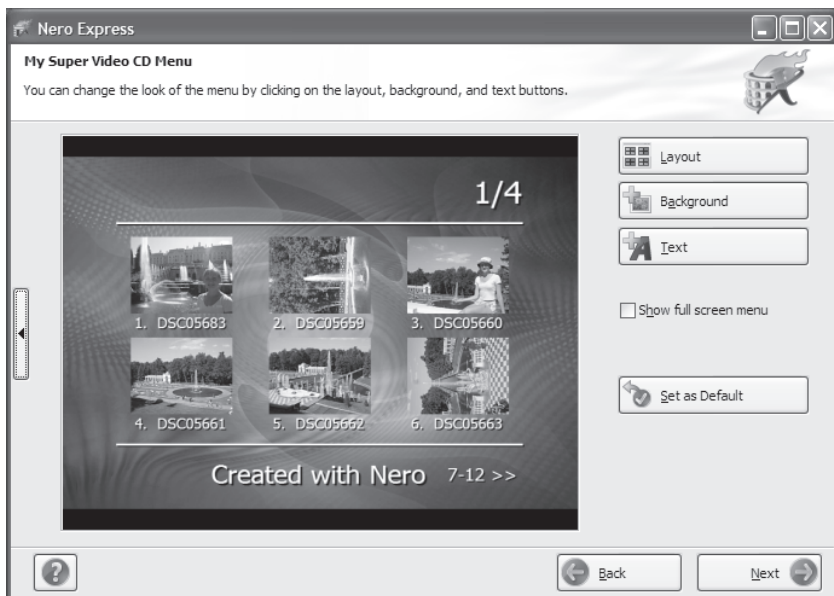 Nero Express
My Super Video CD Menu
You can change the look of the menu by clicking on the layout, background, and text buttons.
1/4
1. DSC05683
2. DSC05659
3. DSC05660
4. DSC05661
5. DSC05662
6. DSC05663
Created with Nero
7-12 >>
Layout
Background
Text
Show full screen menu
Set as Default
?
Back
Next